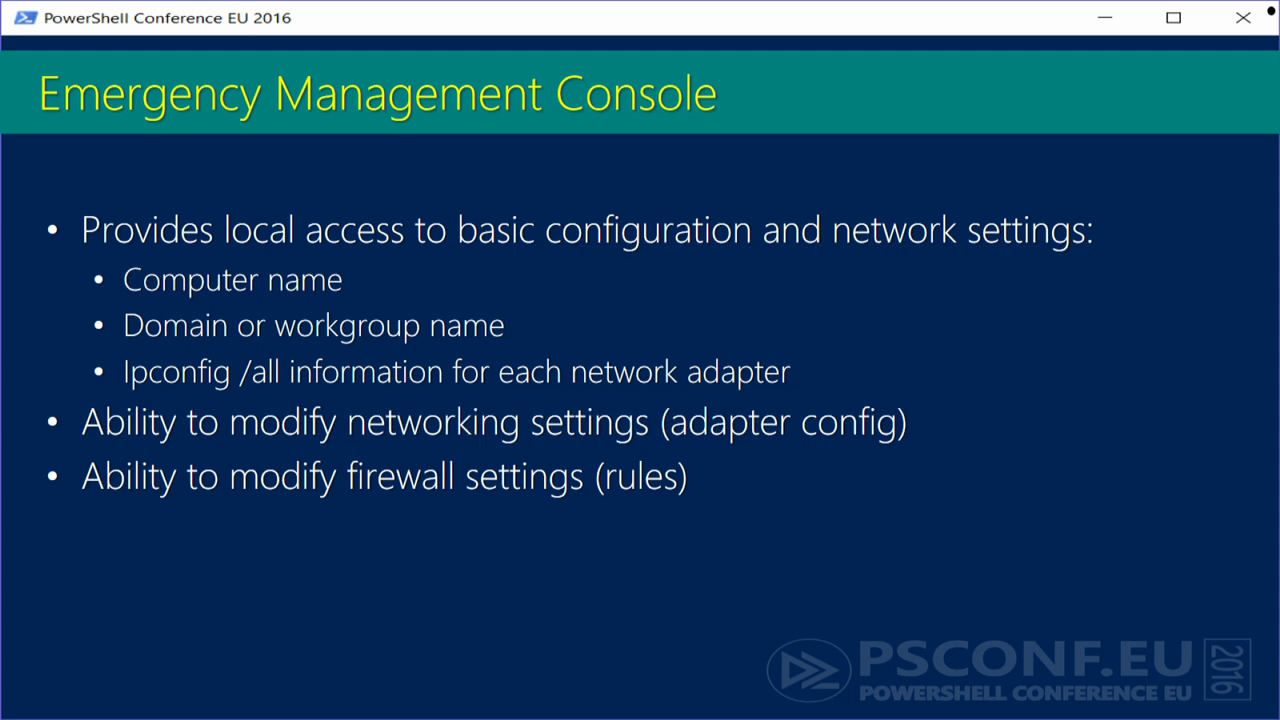 PowerShell Conference EU 2016
Emergency Management Console
• Provides local access to basic configuration and network settings:
• Computer name
• Domain or workgroup name
• Ipconfig /all information for each network adapter
• Ability to modify networking settings (adapter config)
• Ability to modify firewall settings (rules)
PSCONF.EU
POWERSHELL CONFERENCE EU
2016